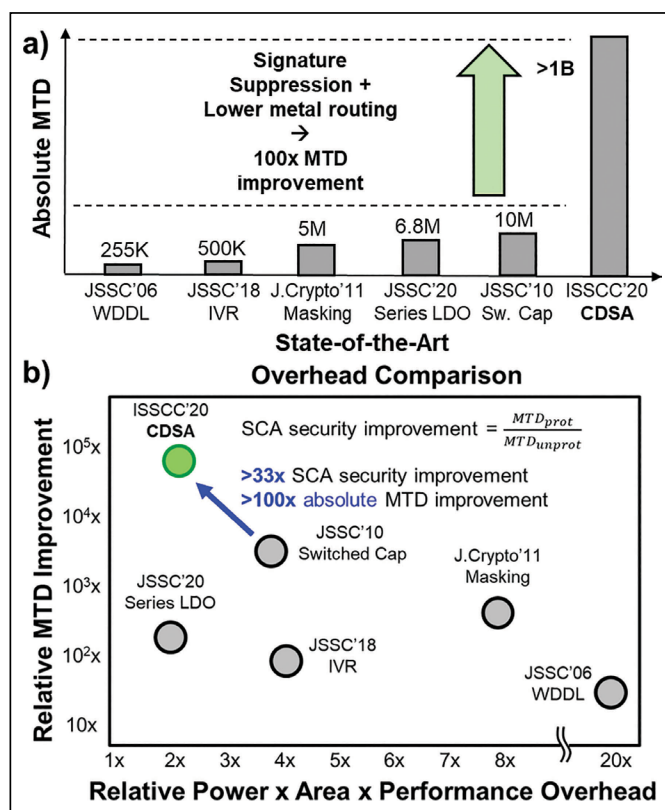 a)
Absolute MTD
Signature
Suppression +
Lower metal routing
→
100x MTD
improvement
>1B
255K
500K
5M
6.8M
10M
JSSC'06
WDDL
JSSC'18
IVR
J.Crypto'11
Masking
JSSC'20
Series LDO
JSSC'10
Sw. Cap
ISSCC'20
CDSA
State-of-the-Art
b)
Overhead Comparison
Relative MTD Improvement
10⁵x
10⁴x
10³x
10²x
10x
ISSCC'20
CDSA
SCA security improvement = MTDprot / MTDunprot
>33x SCA security improvement
>100x absolute MTD improvement
JSSC'10
Switched Cap
J.Crypto'11
Masking
JSSC'20
Series LDO
JSSC'18
IVR
JSSC'06
WDDL
1x 2x 3x 4x 5x 6x 7x 8x 20x
Relative Power x Area x Performance Overhead